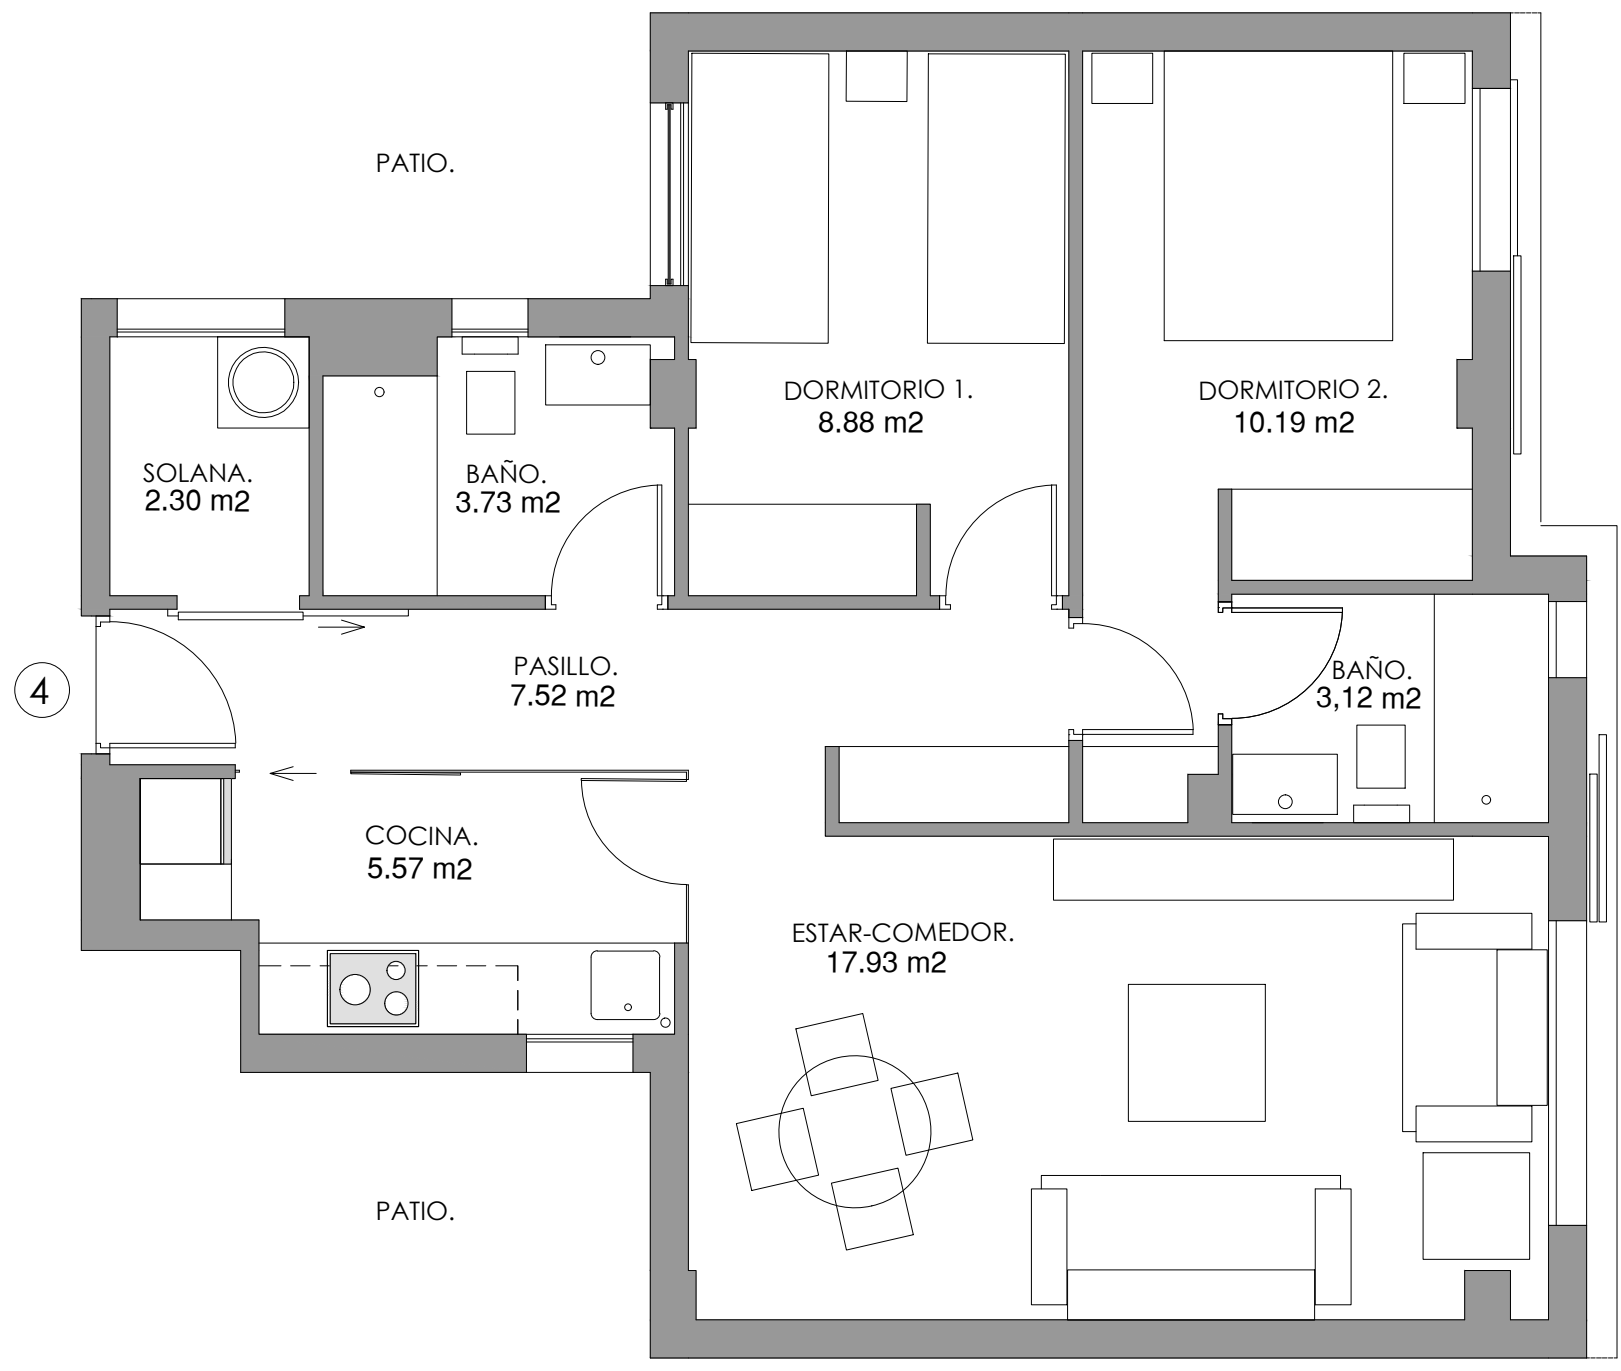 PATIO.
DORMITORIO 1.
8.88 m2
DORMITORIO 2.
10.19 m2
SOLANA.
2.30 m2
BAÑO.
3.73 m2
4
PASILLO.
7.52 m2
BAÑO.
3,12 m2
COCINA.
5.57 m2
ESTAR-COMEDOR.
17.93 m2
PATIO.